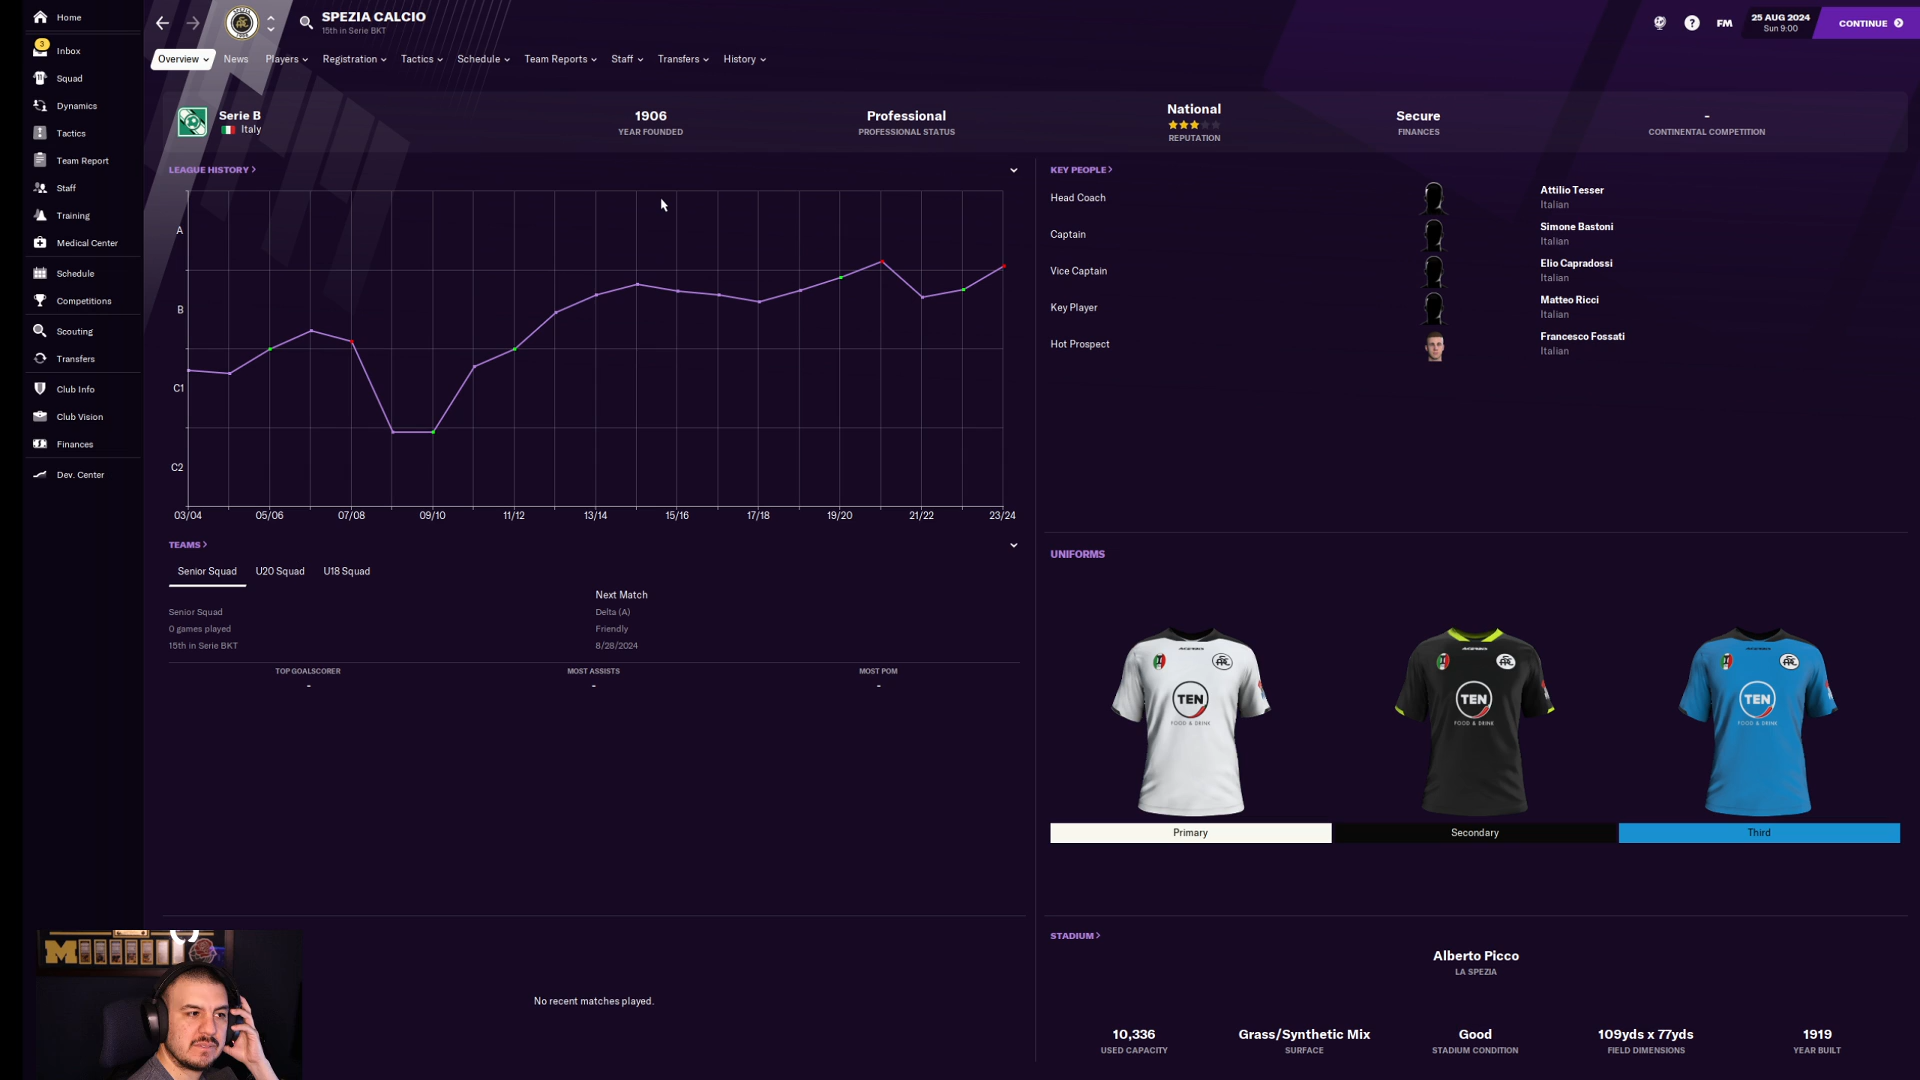 Home
3
Inbox
Squad
Dynamics
Tactics
Team Report
Staff
Training
Medical Center
Schedule
Competitions
Scouting
Transfers
Club Info
Club Vision
Finances
Dev. Center
SPEZIA CALCIO
15th in Serie BKT
FM
25 AUG 2024
Sun 9:00
CONTINUE
Overview
News
Players
Registration
Tactics
Schedule
Team Reports
Staff
Transfers
History
Serie B
Italy
1906
YEAR FOUNDED
Professional
PROFESSIONAL STATUS
National
REPUTATION
Secure
FINANCES
-
CONTINENTAL COMPETITION
LEAGUE HISTORY
A
B
C1
C2
03/04 05/06 07/08 09/10 11/12 13/14 15/16 17/18 19/20 21/22 23/24
KEY PEOPLE
Head Coach
Attilio Tesser
Italian
Captain
Simone Bastoni
Italian
Vice Captain
Elio Capradossi
Italian
Key Player
Matteo Ricci
Italian
Hot Prospect
Francesco Fossati
Italian
TEAMS
Senior Squad
U20 Squad
U18 Squad
Senior Squad
0 games played
15th in Serie BKT
Next Match
Delta (A)
Friendly
8/28/2024
TOP GOALSCORER
-
MOST ASSISTS
-
MOST POM
-
UNIFORMS
TEN
FOOD & DRINK
TEN
FOOD & DRINK
TEN
FOOD & DRINK
Primary
Secondary
Third
No recent matches played.
STADIUM
Alberto Picco
LA SPEZIA
10,336
USED CAPACITY
Grass/Synthetic Mix
SURFACE
Good
STADIUM CONDITION
109yds x 77yds
FIELD DIMENSIONS
1919
YEAR BUILT
M